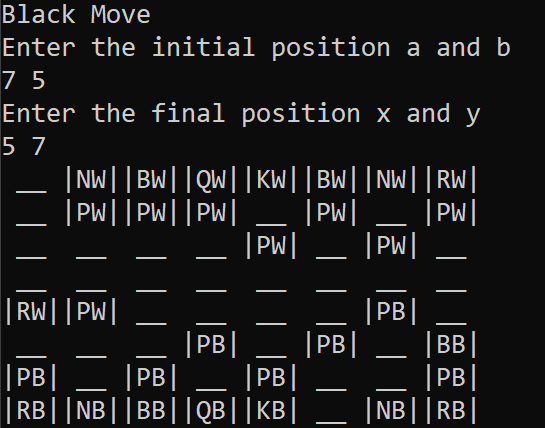 Black Move
Enter the initial position a and b
7 5
Enter the final position x and y
5 7
 __ |NW||BW||QW||KW||BW||NW||RW|
 __ |PW||PW||PW| __ |PW| __ |PW|
 __  __  __  __ |PW| __ |PW| __
 __  __  __  __  __  __  __  __
|RW||PW| __  __  __  __ |PB| __
 __  __  __ |PB| __ |PB| __ |BB|
|PB| __ |PB| __ |PB| __  __ |PB|
|RB||NB||BB||QB||KB| __ |NB||RB|